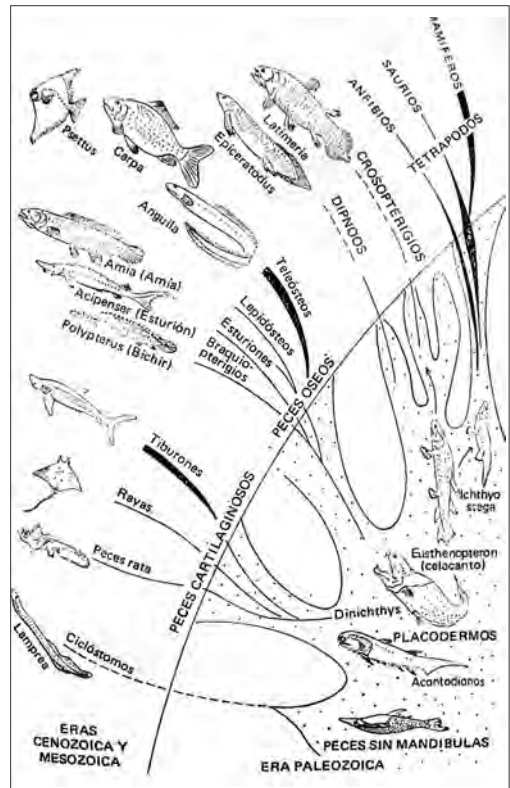 MAMIFEROS
SAURIOS
ANFIBIOS
TETRAPODOS
Psettus
Carpa
Latimeria
Epiceratodus
CROSOPTERIGIOS
DIPNOOS
Anguila
Amia (Amía)
Acipenser (Esturión)
Polypterus (Bichir)
Teleósteos
Lepidósteos
Esturiones
Braquio-
pterigios
PECES OSEOS
Tiburones
Rayas
Peces rata
PECES CARTILAGINOSOS
Ichthyo
stega
Eusthenopteron
(celacanto)
Dinichthys
PLACODERMOS
Acantodianos
Lamprea
Ciclóstomos
PECES SIN MANDIBULAS
ERAS
CENOZOICA Y
MESOZOICA
ERA PALEOZOICA